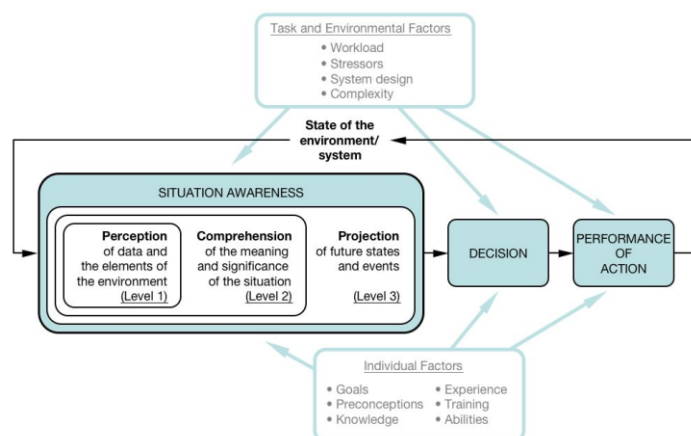 Task and Environmental Factors
• Workload
• Stressors
• System design
• Complexity
State of the
environment/
system
SITUATION AWARENESS
Perception
of data and
the elements of
the environment
(Level 1)
Comprehension
of the meaning
and significance
of the situation
(Level 2)
Projection
of future states
and events
(Level 3)
DECISION
PERFORMANCE
OF
ACTION
Individual Factors
• Goals
• Preconceptions
• Knowledge
• Experience
• Training
• Abilities